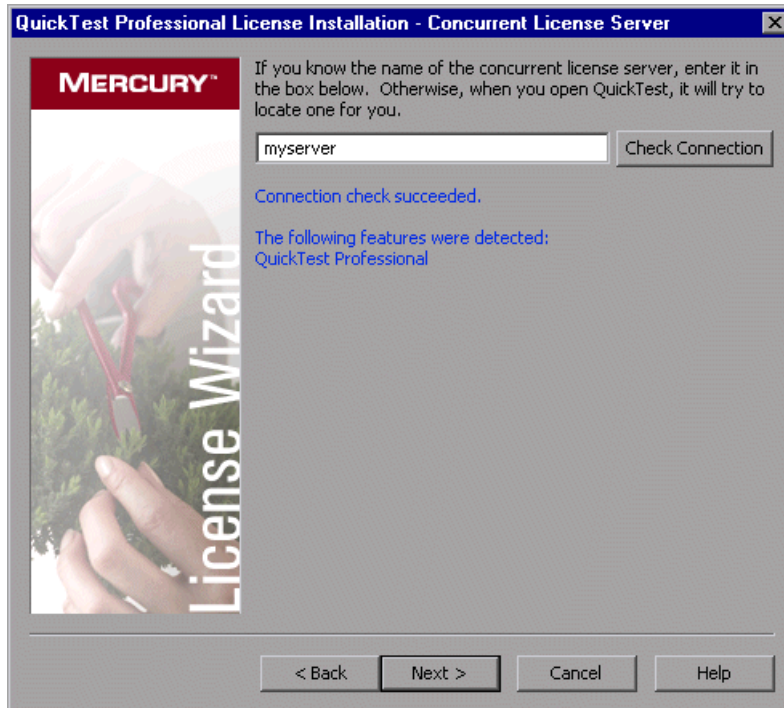 QuickTest Professional License Installation - Concurrent License Server
MERCURY™
License Wizard
If you know the name of the concurrent license server, enter it in
the box below. Otherwise, when you open QuickTest, it will try to
locate one for you.
myserver
Check Connection
Connection check succeeded.
The following features were detected:
QuickTest Professional
< Back
Next >
Cancel
Help